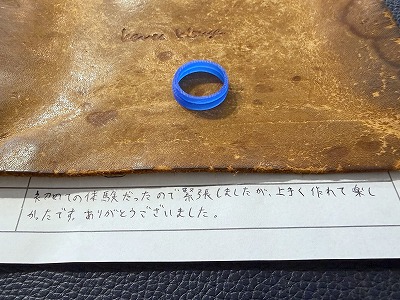 初めての体験だったので緊張しましたが、上手く作れて楽し
かったです。ありがとうございました。